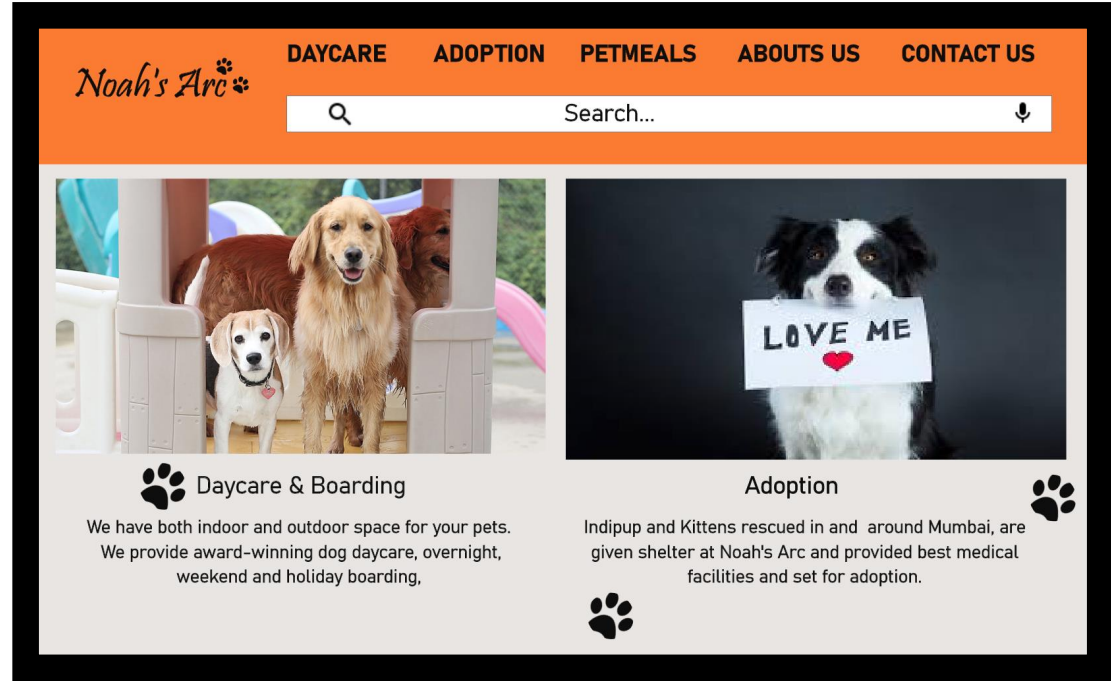 Noah's Arc
DAYCARE ADOPTION PETMEALS ABOUTS US CONTACT US
Search...
LOVE ME
Daycare & Boarding
We have both indoor and outdoor space for your pets.
We provide award-winning dog daycare, overnight,
weekend and holiday boarding,
Adoption
Indipup and Kittens rescued in and around Mumbai, are
given shelter at Noah's Arc and provided best medical
facilities and set for adoption.